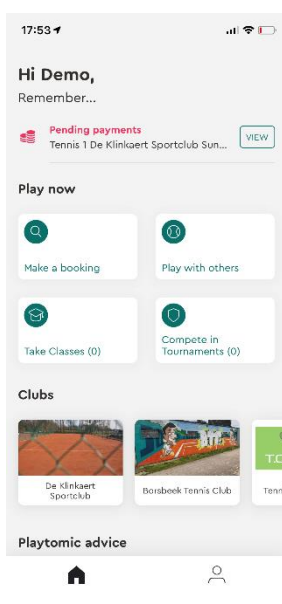 17:53
Hi Demo,
Remember...
Pending payments
Tennis 1 De Klinkaert Sportclub Sun...
VIEW
Play now
Make a booking
Play with others
Take Classes (0)
Compete in
Tournaments (0)
Clubs
T.C
De Klinkaert
Sportclub
Borsbeek Tennis Club
Tenn
Playtomic advice